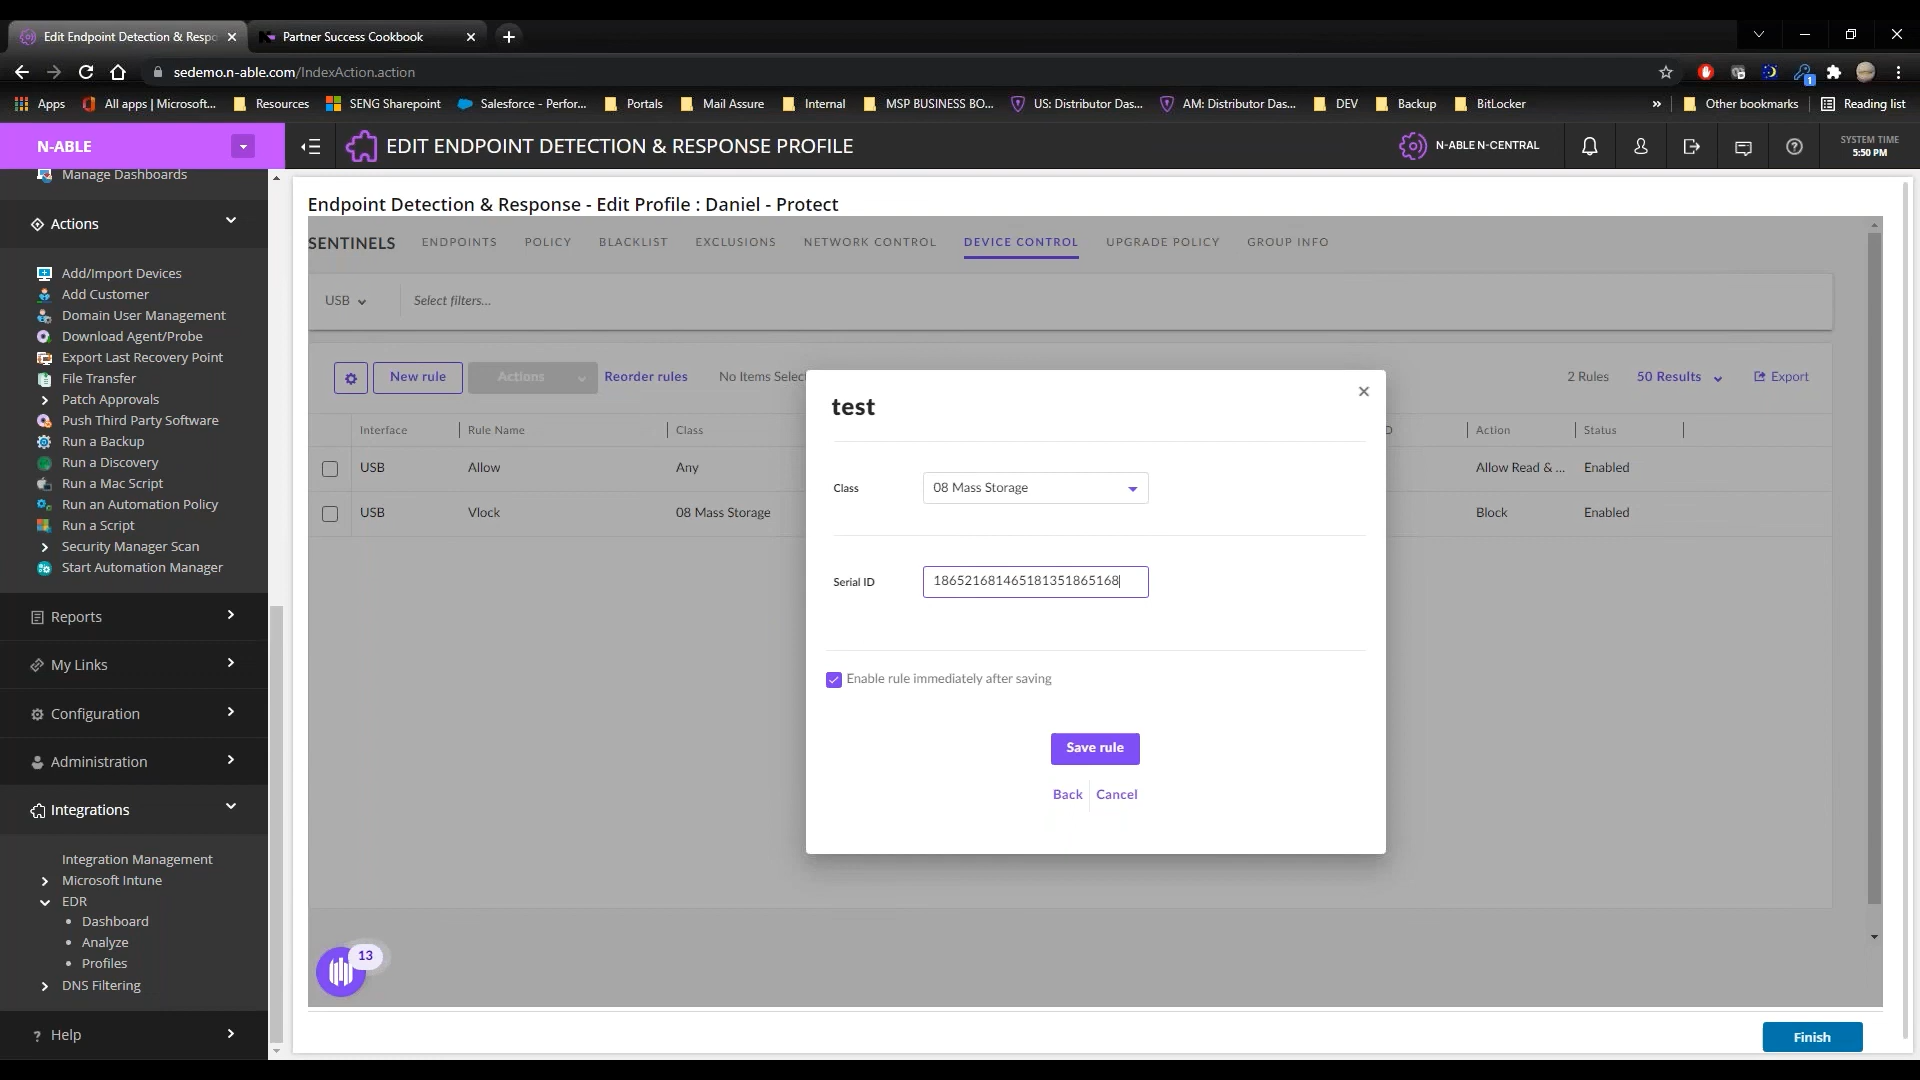 Edit Endpoint Detection & Respo
Partner Success Cookbook
sedemo.n-able.com/IndexAction.action
1
Apps
All apps | Microsoft...
Resources
SENG Sharepoint
Salesforce - Perfor...
Portals
Mail Assure
Internal
MSP BUSINESS BO...
US: Distributor Das...
AM: Distributor Das...
DEV
Backup
BitLocker
»
Other bookmarks
Reading list
N-ABLE
EDIT ENDPOINT DETECTION & RESPONSE PROFILE
N-ABLE N-CENTRAL
SYSTEM TIME
5:50 PM
Manage Dashboards
Actions
Add/Import Devices
Add Customer
Domain User Management
Download Agent/Probe
Export Last Recovery Point
File Transfer
Patch Approvals
Push Third Party Software
Run a Backup
Run a Discovery
Run a Mac Script
Run an Automation Policy
Run a Script
Security Manager Scan
Start Automation Manager
Reports
My Links
Configuration
Administration
Integrations
Integration Management
Microsoft Intune
EDR
Dashboard
Analyze
Profiles
DNS Filtering
? Help
Endpoint Detection & Response - Edit Profile : Daniel - Protect
SENTINELS ENDPOINTS POLICY BLACKLIST EXCLUSIONS NETWORK CONTROL DEVICE CONTROL UPGRADE POLICY GROUP INFO
USB Select filters...
New rule Actions Reorder rules No Items Selec 2 Rules 50 Results Export
Interface Rule Name Class D Action Status
USB Allow Any Allow Read & ... Enabled
USB Vlock 08 Mass Storage Block Enabled
test
Class 08 Mass Storage
Serial ID 186521681465181351865168
Enable rule immediately after saving
Save rule
Back Cancel
13
Finish